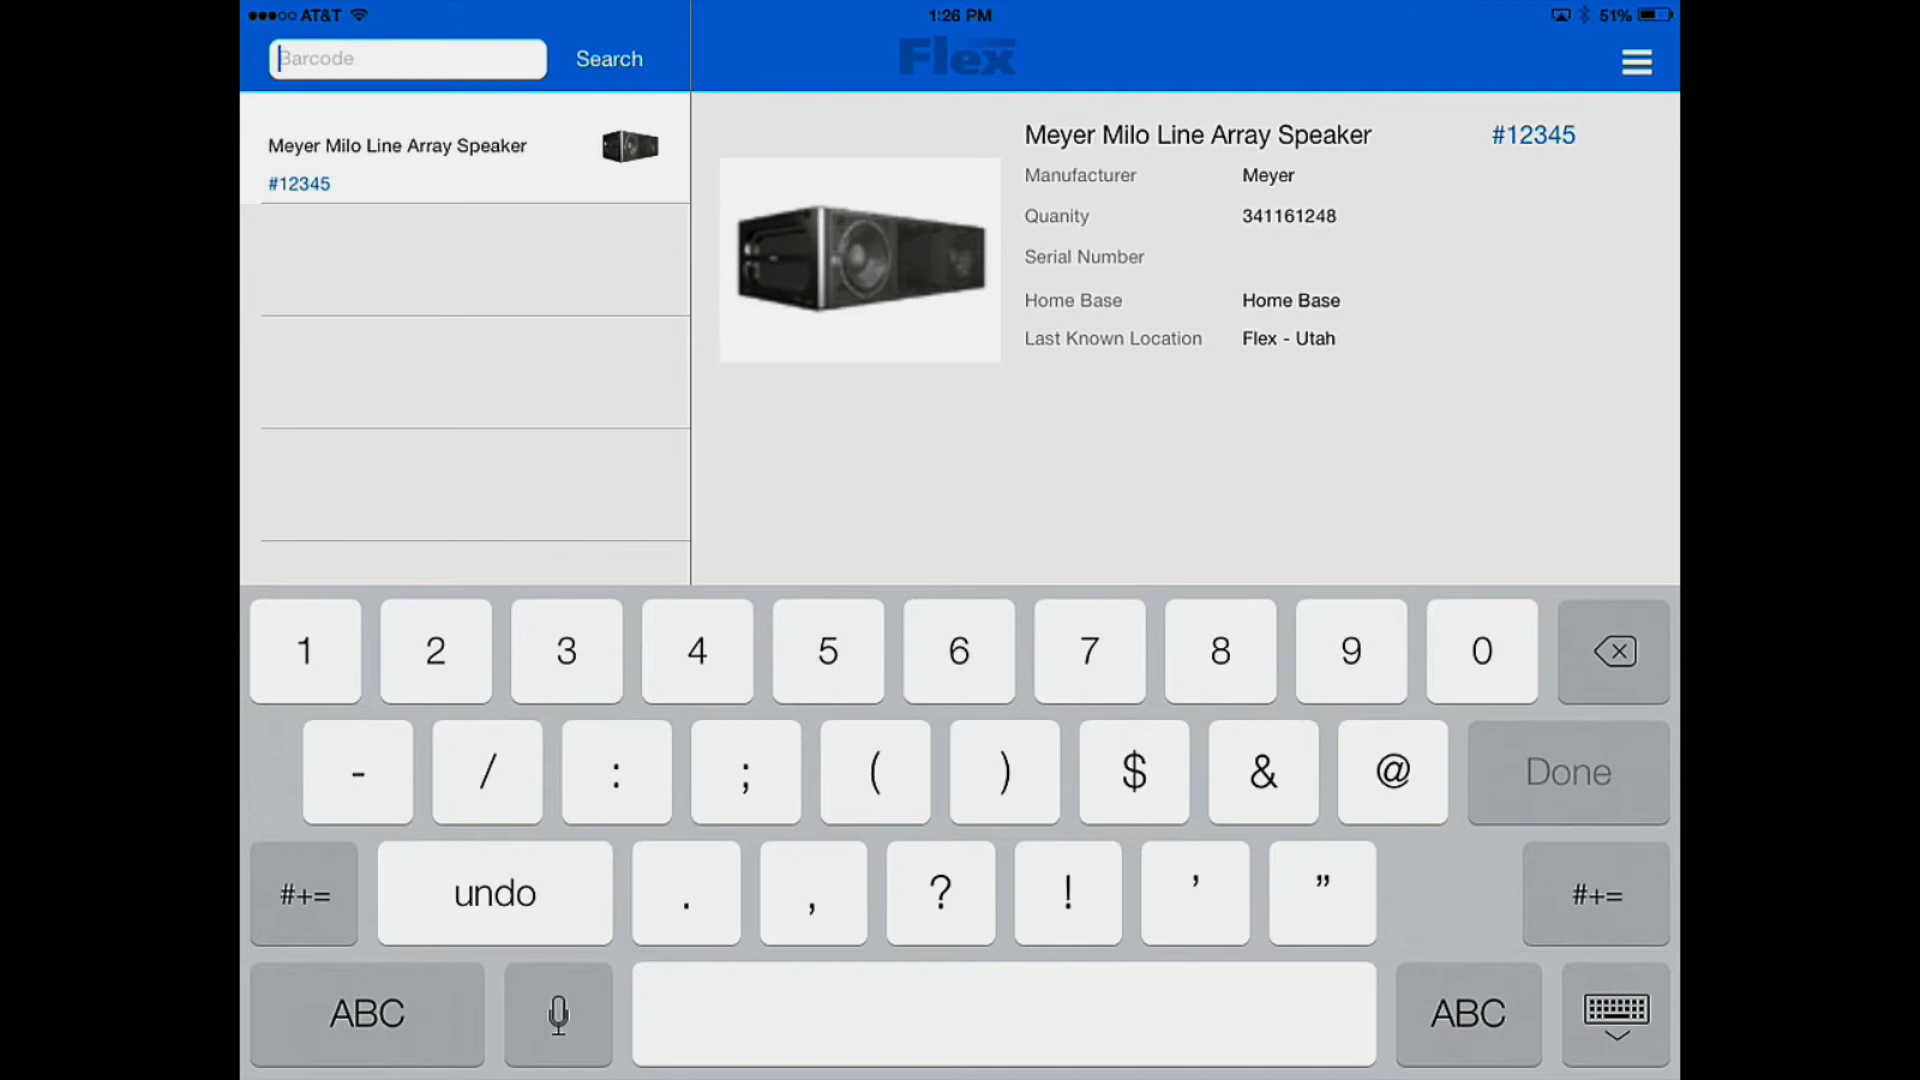 AT&T 1:26 PM 51%
Barcode Search Flex
Meyer Milo Line Array Speaker
#12345
Meyer Milo Line Array Speaker #12345
Manufacturer Meyer
Quanity 341161248
Serial Number
Home Base Home Base
Last Known Location Flex - Utah
1 2 3 4 5 6 7 8 9 0
- / : ; ( ) $ & @ Done
#+= undo . , ? ! ’ ” #+=
ABC ABC